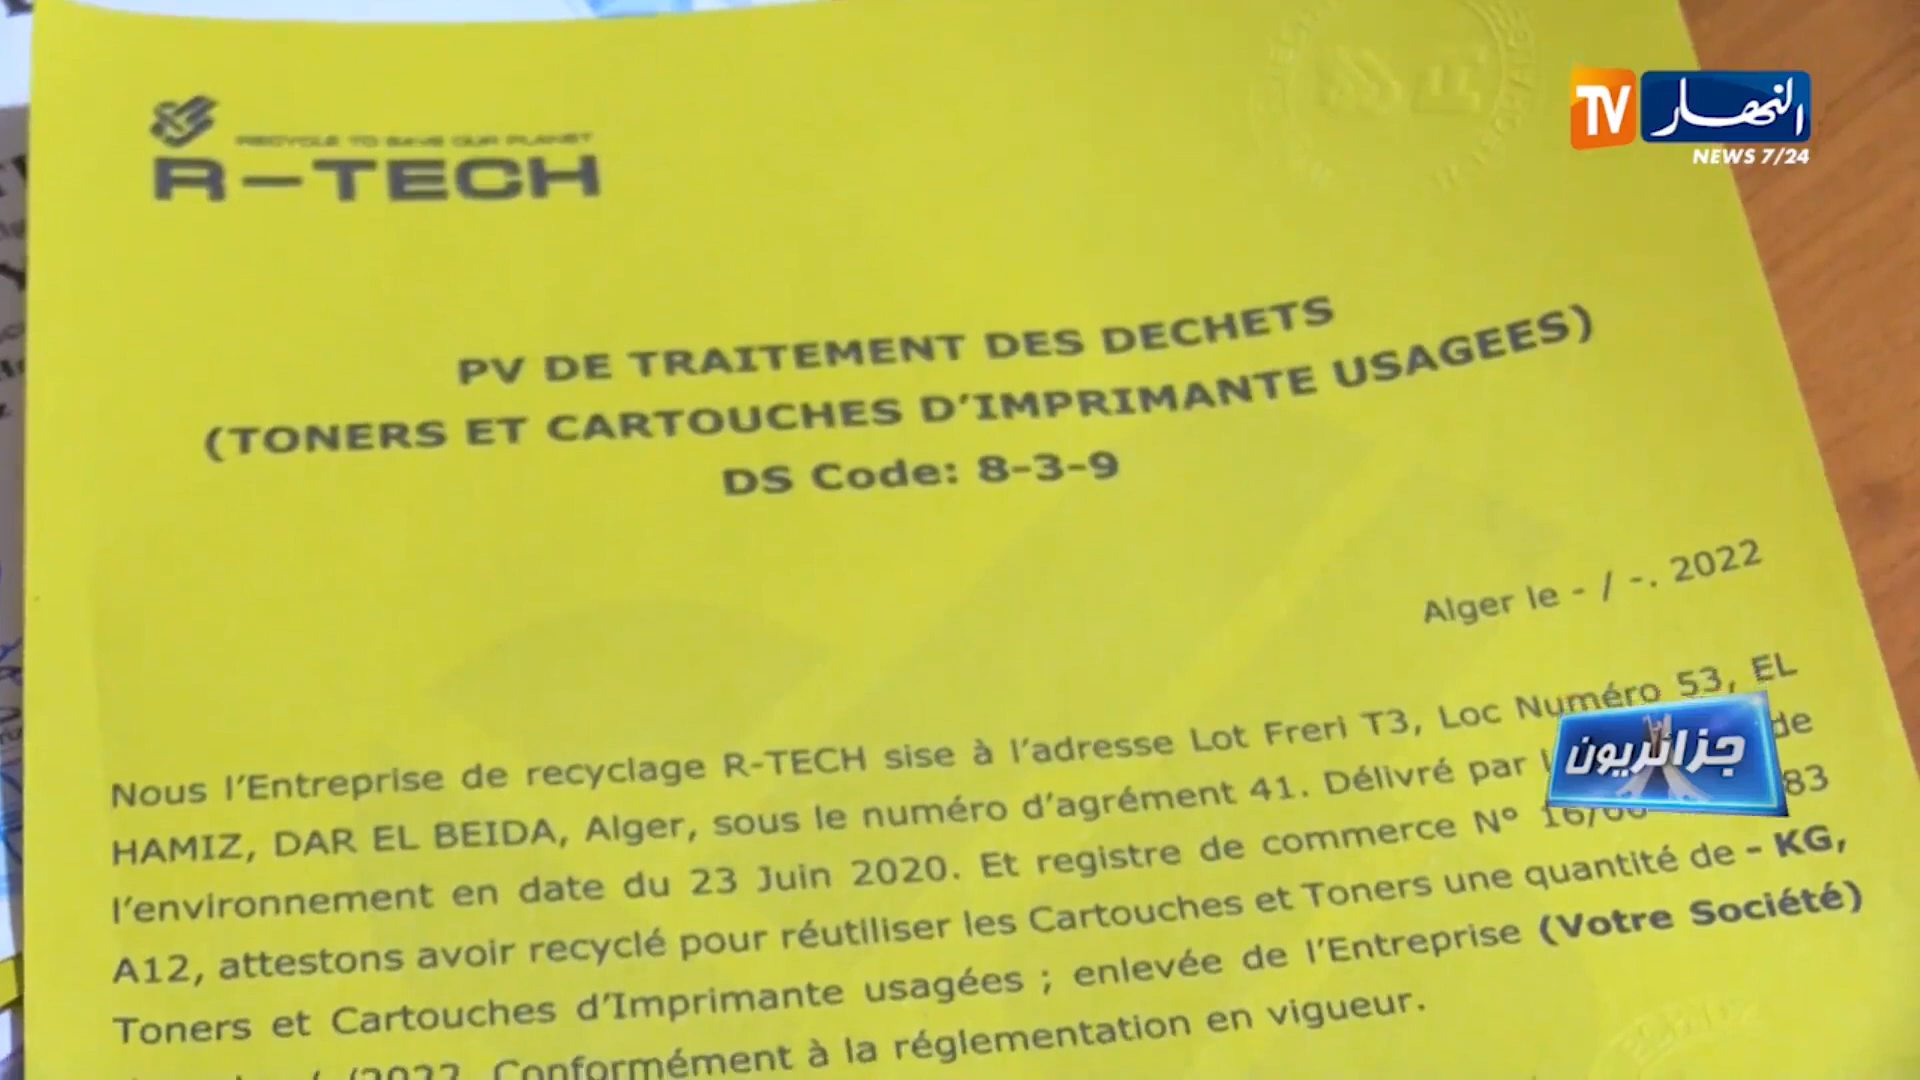 TV النهار
NEWS 7/24
RECYCLE TO SAVE OUR PLANET
R-TECH
PV DE TRAITEMENT DES DECHETS
(TONERS ET CARTOUCHES D'IMPRIMANTE USAGEES)
DS Code: 8-3-9
Alger le - / -. 2022
Nous l'Entreprise de recyclage R-TECH sise à l'adresse Lot Freri T3, Loc Numéro 53, EL
HAMIZ, DAR EL BEIDA, Alger, sous le numéro d'agrément 41. Délivré par de
l'environnement en date du 23 Juin 2020. Et registre de commerce N° 16/00 83
A12, attestons avoir recyclé pour réutiliser les Cartouches et Toners une quantité de - KG,
Toners et Cartouches d'Imprimante usagées ; enlevée de l'Entreprise (Votre Société)
/2022. Conformément à la réglementation en vigueur.
جزائريون